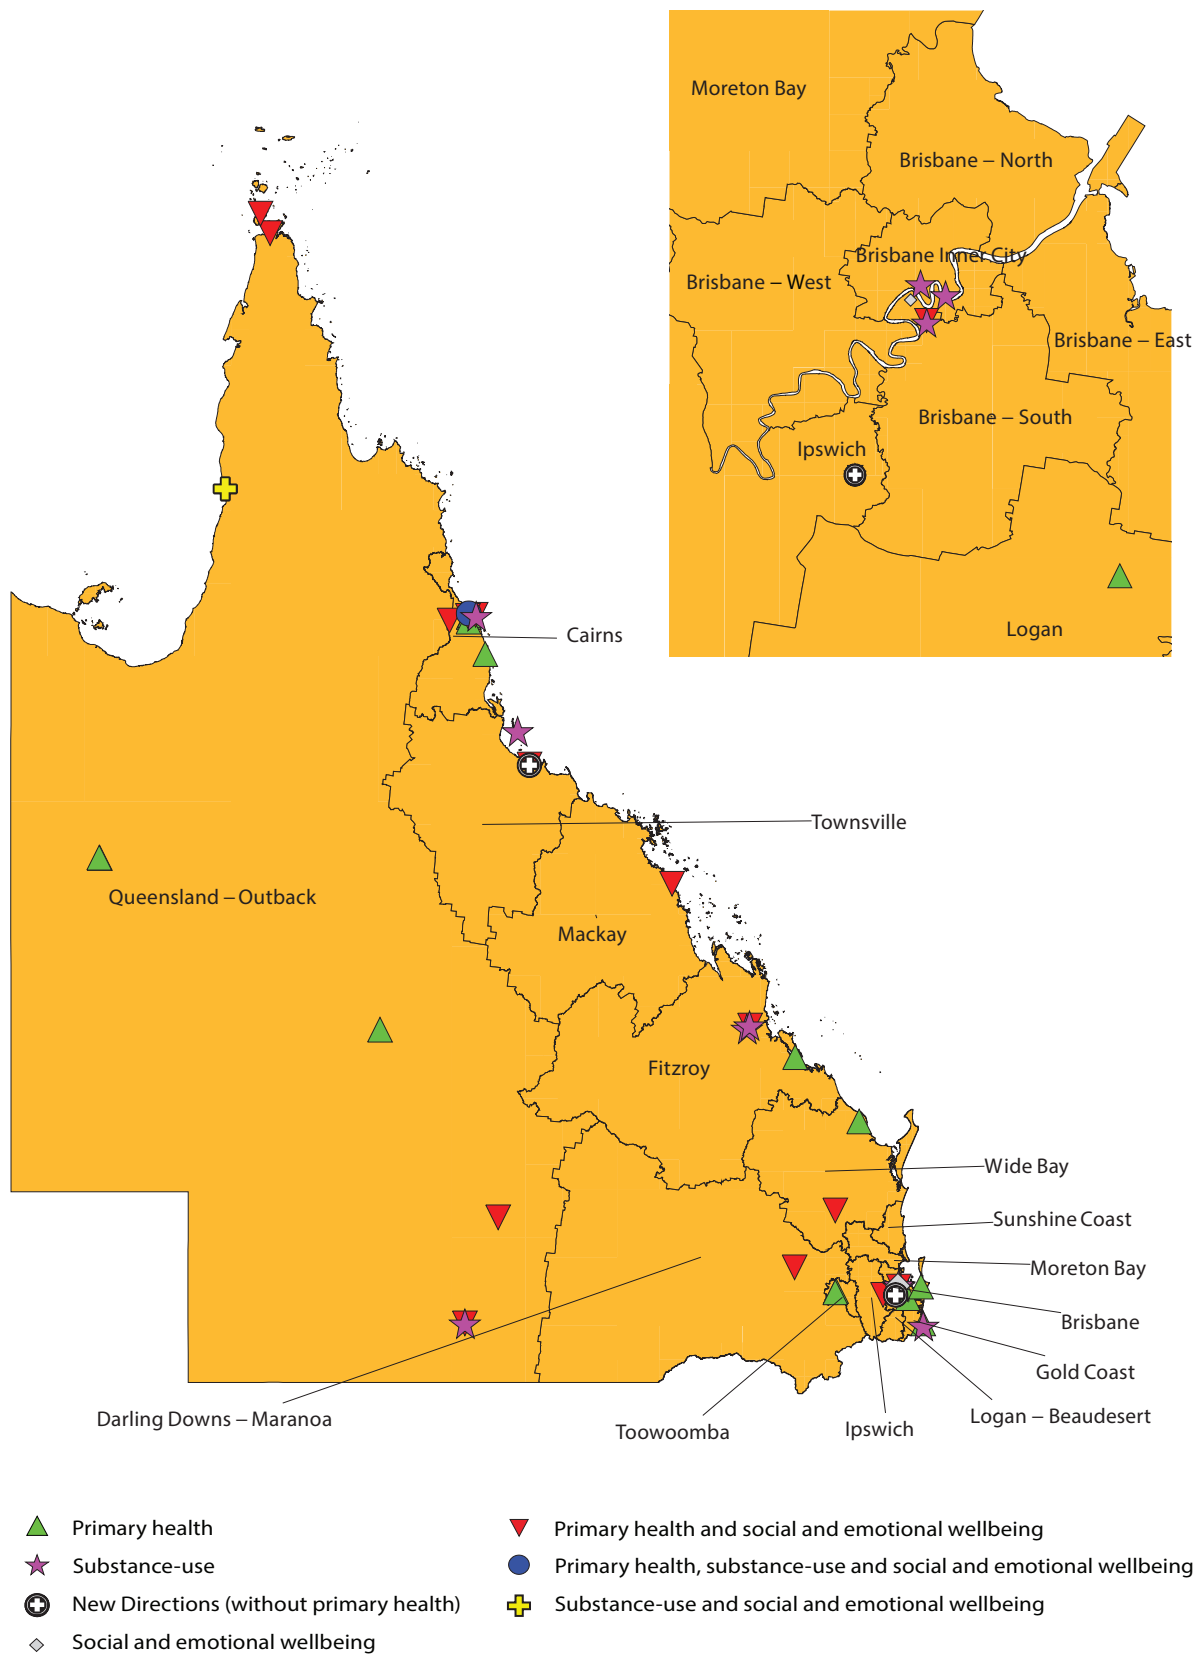 Moreton Bay
Brisbane – North
Brisbane Inner City
Brisbane – West
Brisbane – East
Brisbane – South
Ipswich
Logan
Cairns
Townsville
Queensland – Outback
Mackay
Fitzroy
Wide Bay
Sunshine Coast
Moreton Bay
Brisbane
Gold Coast
Logan – Beaudesert
Darling Downs – Maranoa
Toowoomba
Ipswich
Primary health
Substance-use
New Directions (without primary health)
Social and emotional wellbeing
Primary health and social and emotional wellbeing
Primary health, substance-use and social and emotional wellbeing
Substance-use and social and emotional wellbeing